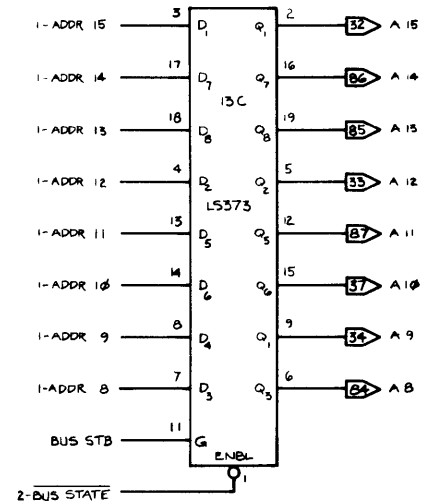 1-ADDR 15 3 D1 Q1 2 32 A 15
1-ADDR 14 17 D7 Q7 16 86 A 14
13C
1-ADDR 13 18 D8 Q8 19 85 A 13
1-ADDR 12 4 D2 Q2 5 33 A 12
LS373
1-ADDR 11 13 D5 Q5 12 87 A 11
1-ADDR 10 14 D6 Q6 15 37 A 10
1-ADDR 9 8 D4 Q1 9 34 A 9
1-ADDR 8 7 D3 Q3 6 84 A 8
BUS STB 11 G
ENBL
2-BUS STATE 1